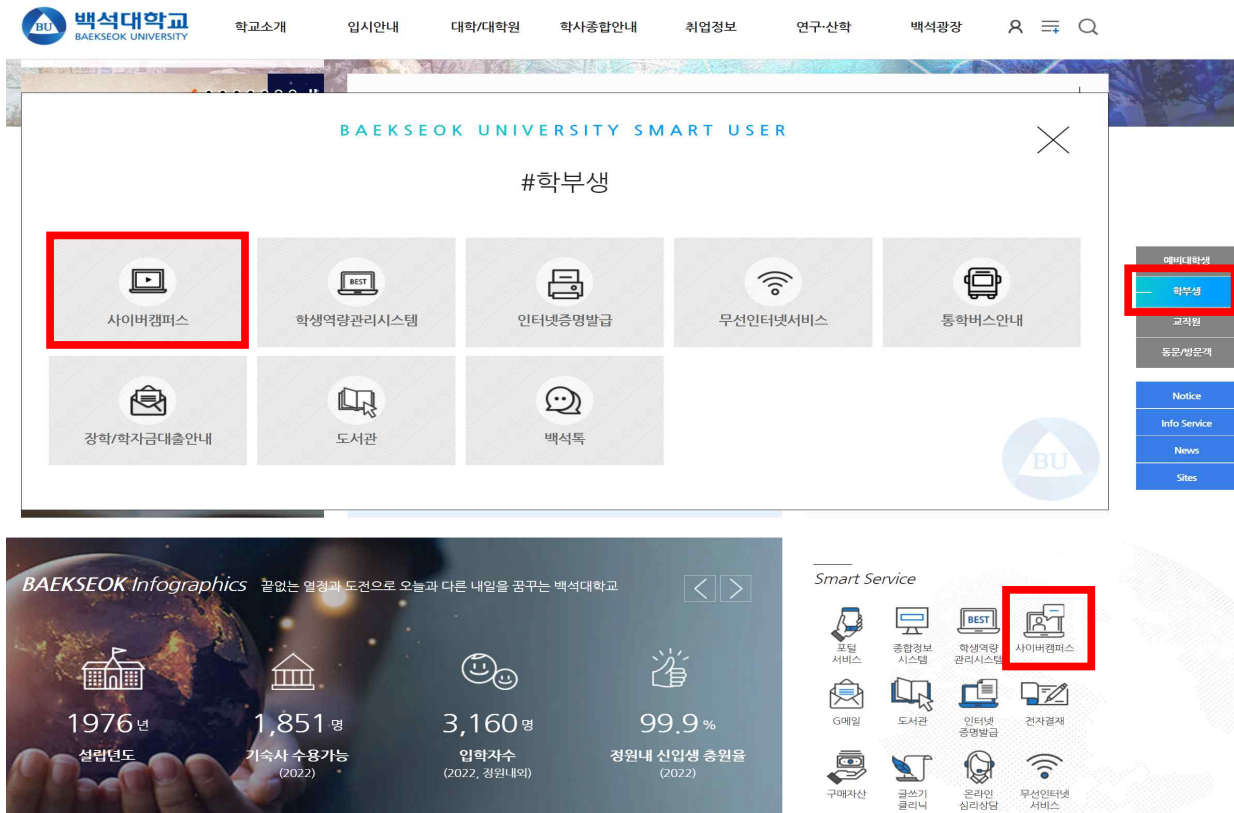 BU 백석대학교
BAEKSEOK UNIVERSITY
학교소개 입시안내 대학/대학원 학사종합안내 취업정보 연구·산학 백석광장
BAEKSEOK UNIVERSITY SMART USER
#학부생
사이버캠퍼스
BEST
학생역량관리시스템
인터넷증명발급
무선인터넷서비스
통학버스안내
장학/학자금대출안내
도서관
백석톡
BU
예비대학생
학부생
교직원
동문/방문객
Notice
Info Service
News
Sites
BAEKSEOK Infographics 끝없는 열정과 도전으로 오늘과 다른 내일을 꿈꾸는 백석대학교
1976 년
설립년도
1,851 명
기숙사 수용가능
(2022)
3,160 명
입학자수
(2022, 정원내외)
99.9 %
정원내 신입생 충원율
(2022)
Smart Service
포털
서비스
종합정보
시스템
BEST
학생역량
관리시스템
사이버캠퍼스
G메일
도서관
인터넷
증명발급
전자결재
구매자산
글쓰기
클리닉
온라인
심리상담
무선인터넷
서비스